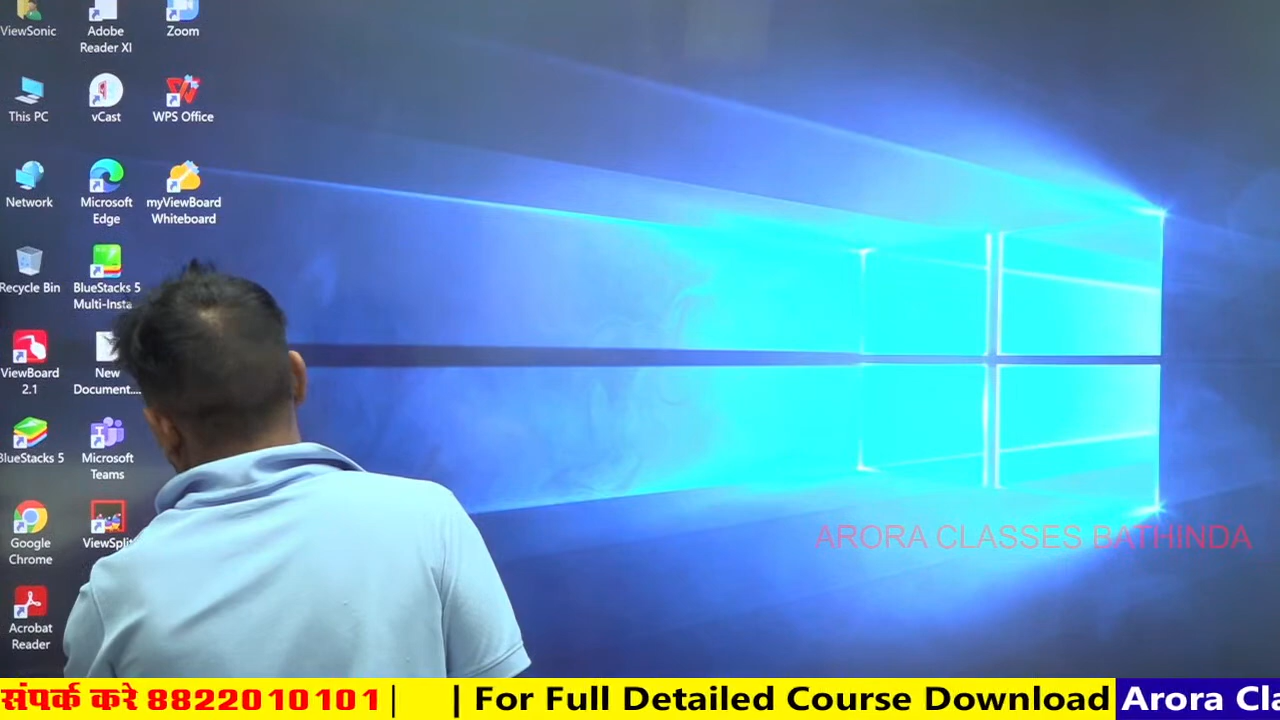 ViewSonic
Adobe
Reader XI
Zoom
This PC
vCast
WPS Office
Network
Microsoft
Edge
myViewBoard
Whiteboard
Recycle Bin
BlueStacks 5
Multi-Insta
ViewBoard
2.1
New
Document....
BlueStacks 5
Microsoft
Teams
Google
Chrome
ViewSplit
Acrobat
Reader
ARORA CLASSES BATHINDA
संपर्क करे 8822010101 | | For Full Detailed Course Download Arora Cla